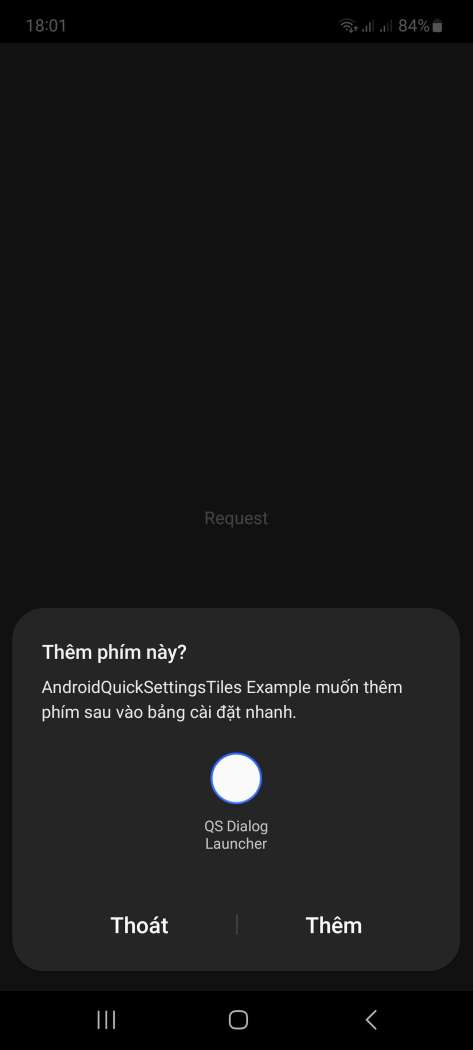 18:01
84%
Request
Thêm phím này?
AndroidQuickSettingsTiles Example muốn thêm
phím sau vào bảng cài đặt nhanh.
QS Dialog
Launcher
Thoát
Thêm